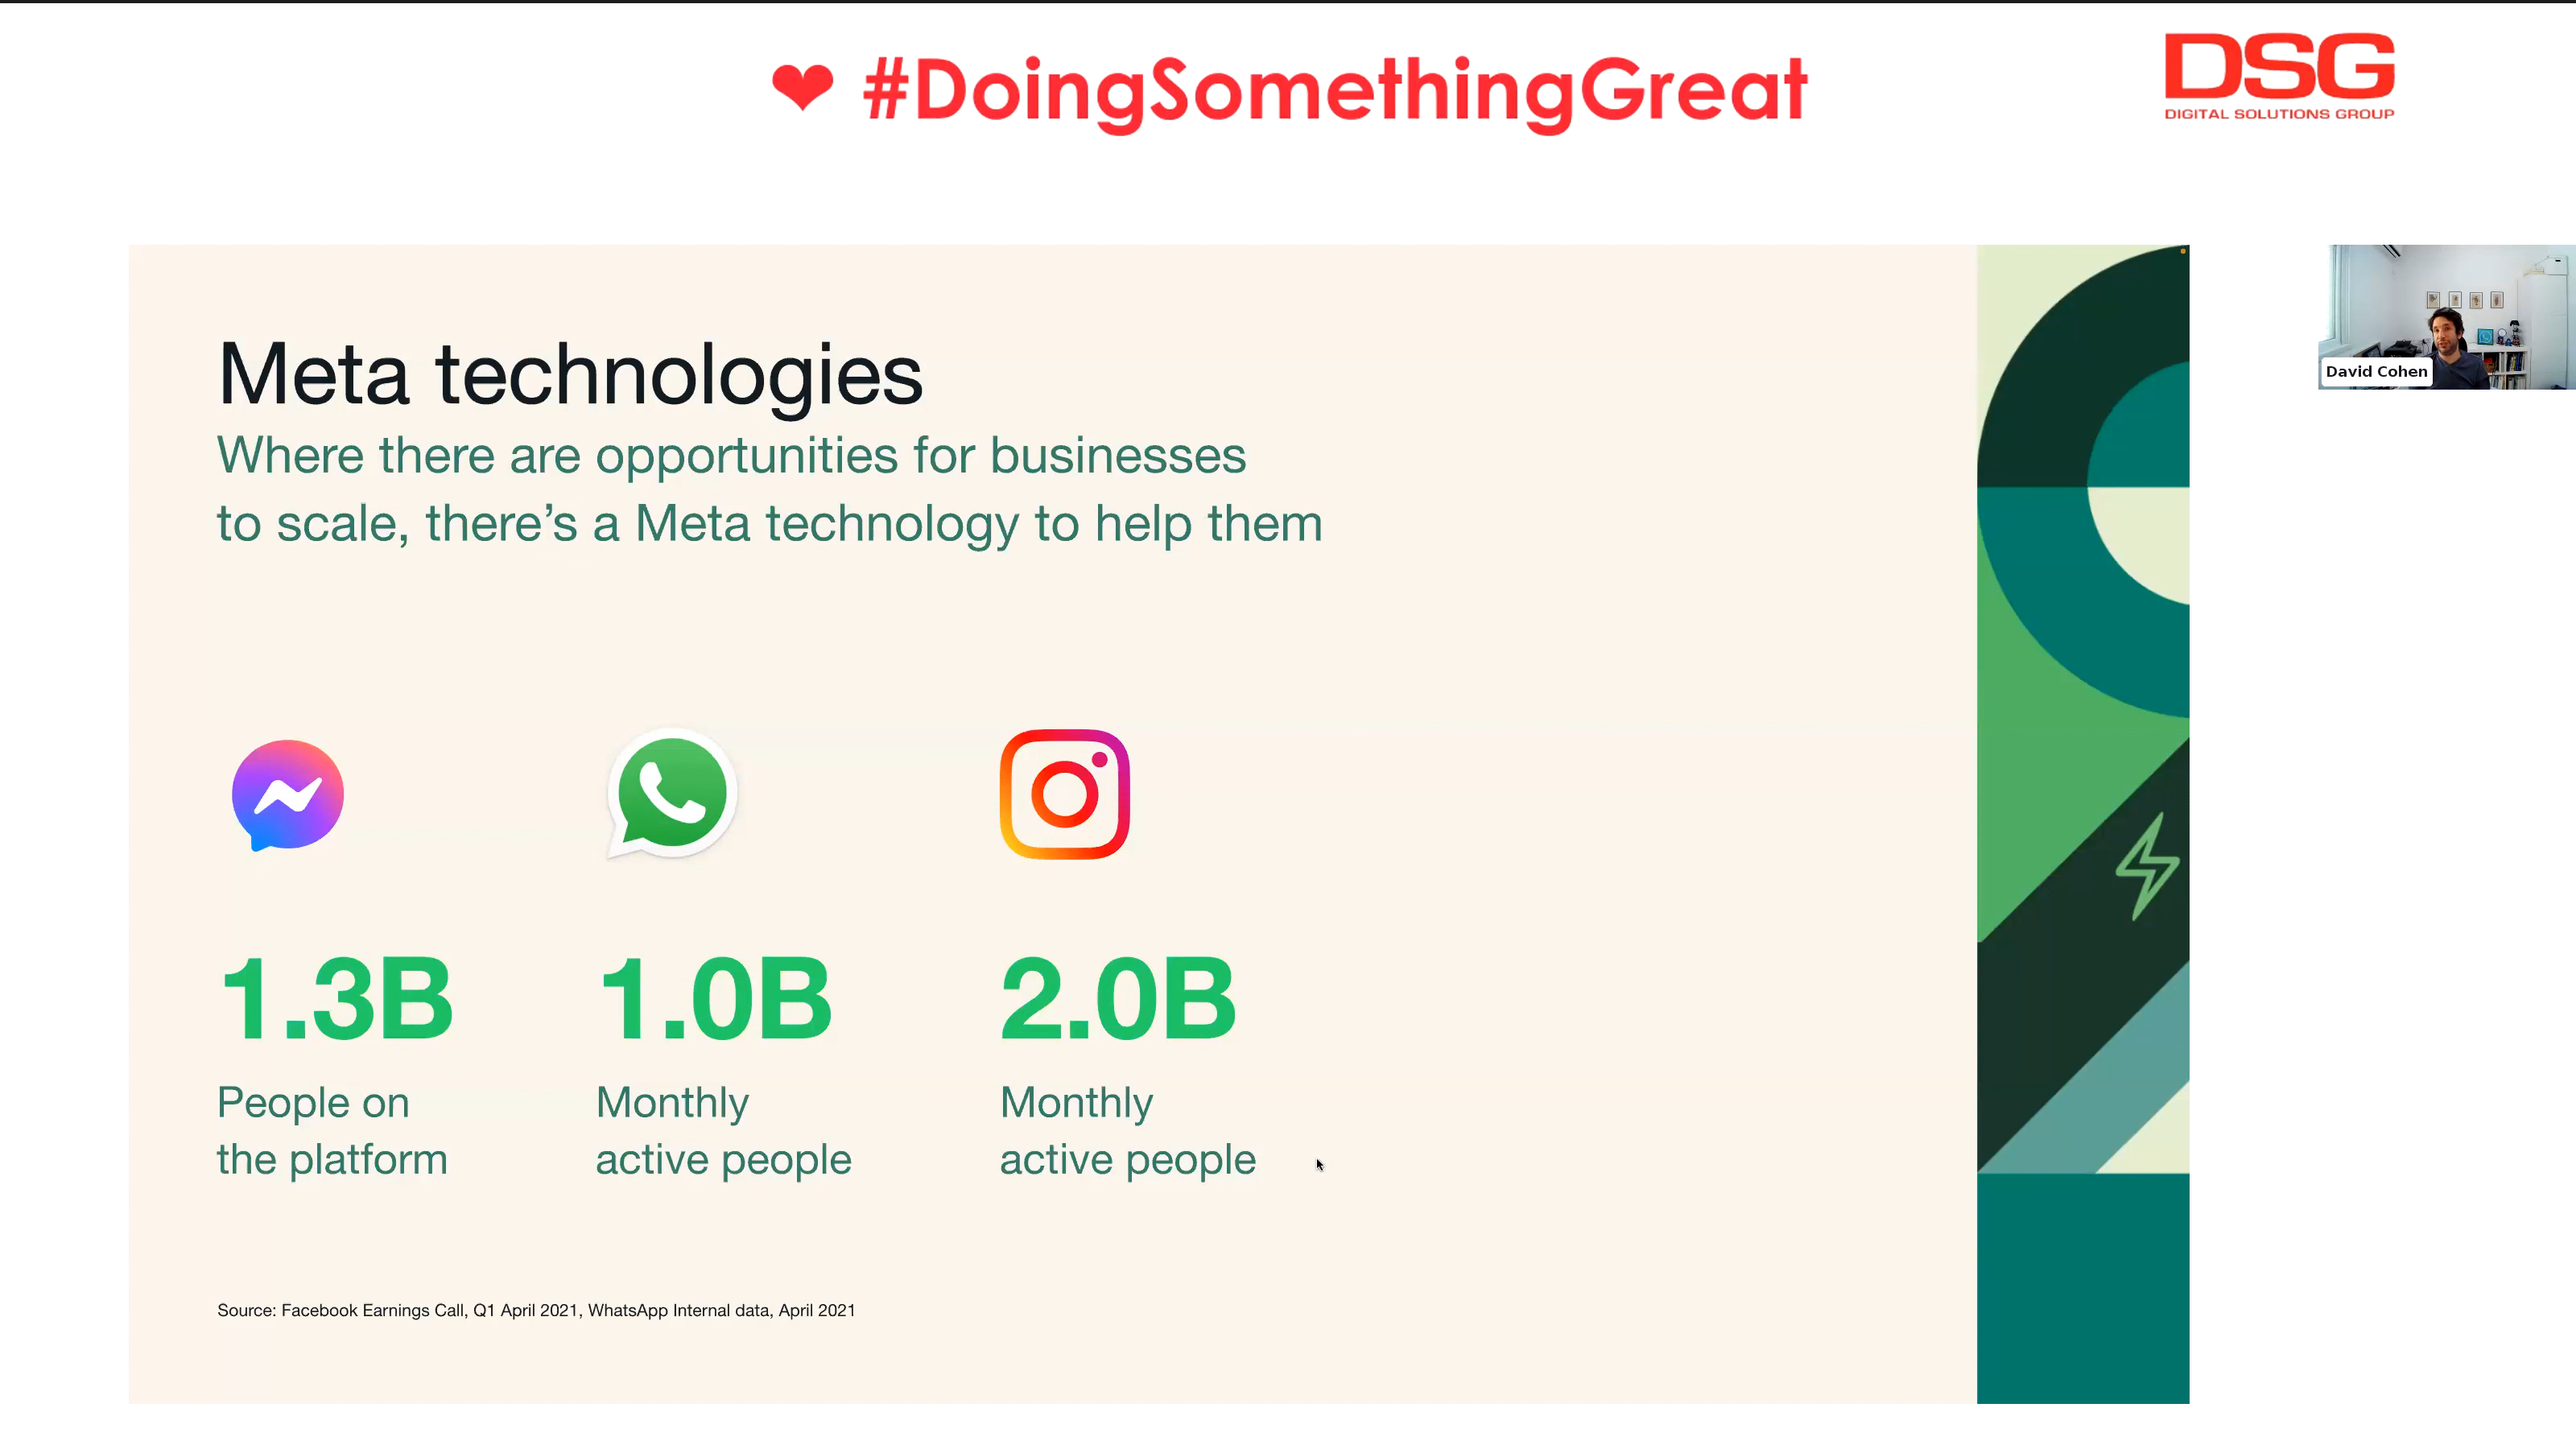 ❤ #DoingSomethingGreat
DSG
DIGITAL SOLUTIONS GROUP
Meta technologies
Where there are opportunities for businesses
to scale, there’s a Meta technology to help them
David Cohen
1.3B
People on
the platform
1.0B
Monthly
active people
2.0B
Monthly
active people
Source: Facebook Earnings Call, Q1 April 2021, WhatsApp Internal data, April 2021